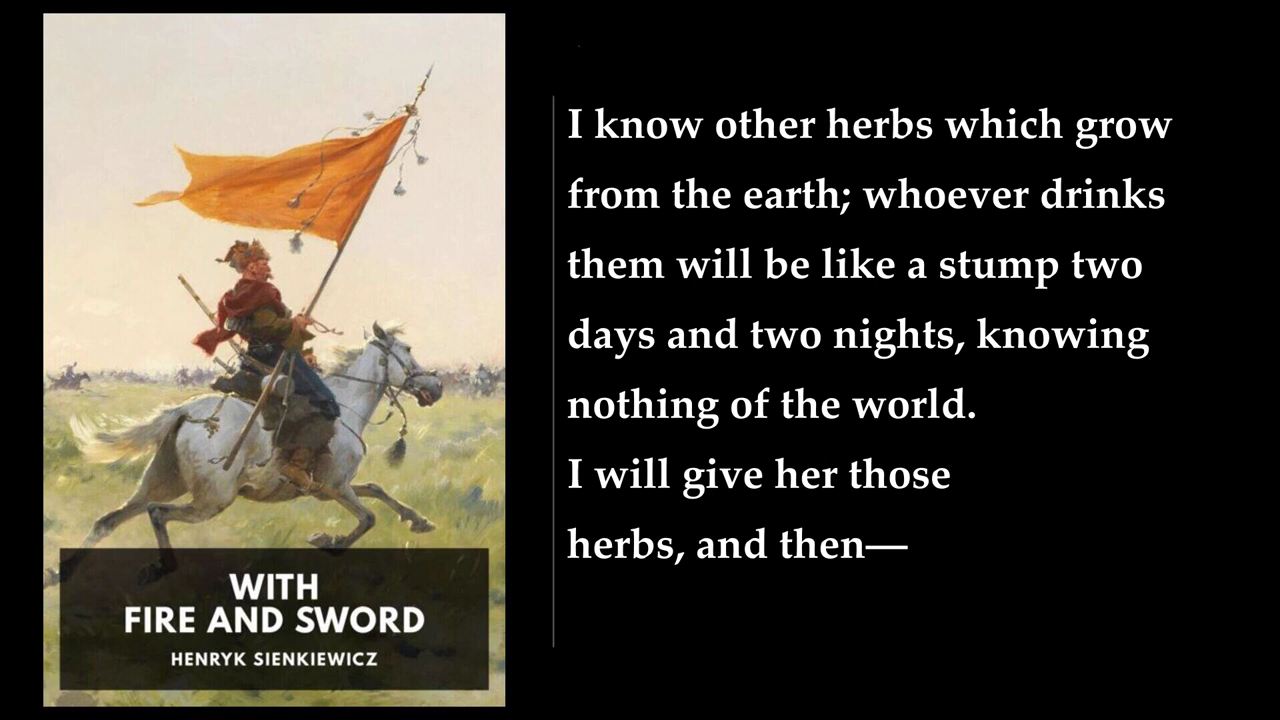 WITH
FIRE AND SWORD
HENRYK SIENKIEWICZ
I know other herbs which grow
from the earth; whoever drinks
them will be like a stump two
days and two nights, knowing
nothing of the world.
I will give her those
herbs, and then—